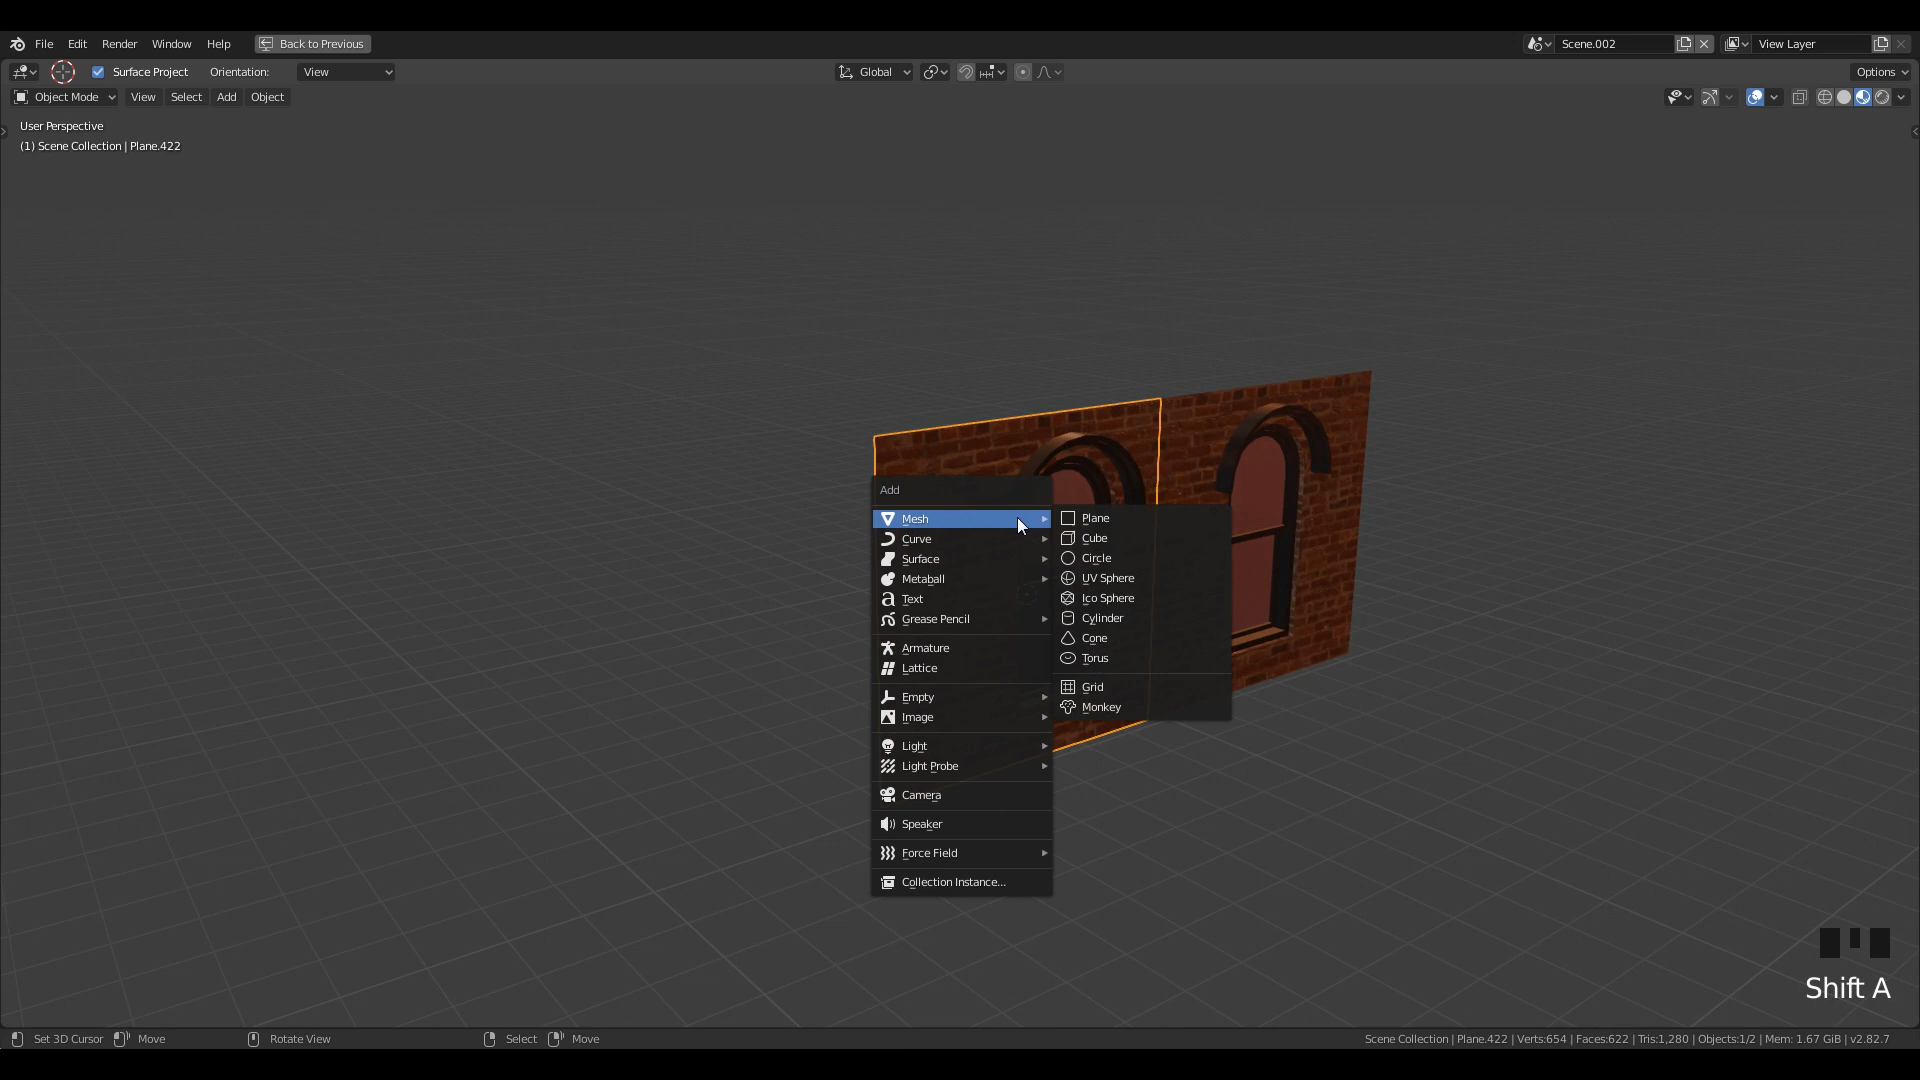 File Edit Render Window Help Back to Previous Scene.002 View Layer
Surface Project Orientation: View Global Options
Object Mode View Select Add Object
User Perspective
(1) Scene Collection | Plane.422
Add
Mesh
Curve
Surface
Metaball
Text
Grease Pencil
Armature
Lattice
Empty
Image
Light
Light Probe
Camera
Speaker
Force Field
Collection Instance...
Plane
Cube
Circle
UV Sphere
Ico Sphere
Cylinder
Cone
Torus
Grid
Monkey
Shift A
Set 3D Cursor Move Rotate View Select Move Scene Collection | Plane.422 | Verts:654 | Faces:622 | Tris:1,280 | Objects:1/2 | Mem: 1.67 GiB | v2.82.7